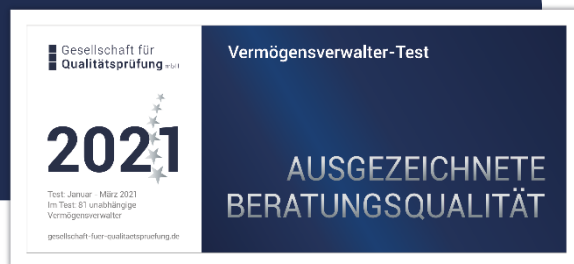 Gesellschaft für
Qualitätsprüfung mbH
2021
Test: Januar - März 2021
Im Test: 81 unabhängige
Vermögensverwalter
gesellschaft-fuer-qualitaetspruefung.de
Vermögensverwalter-Test
AUSGEZEICHNETE
BERATUNGSQUALITÄT